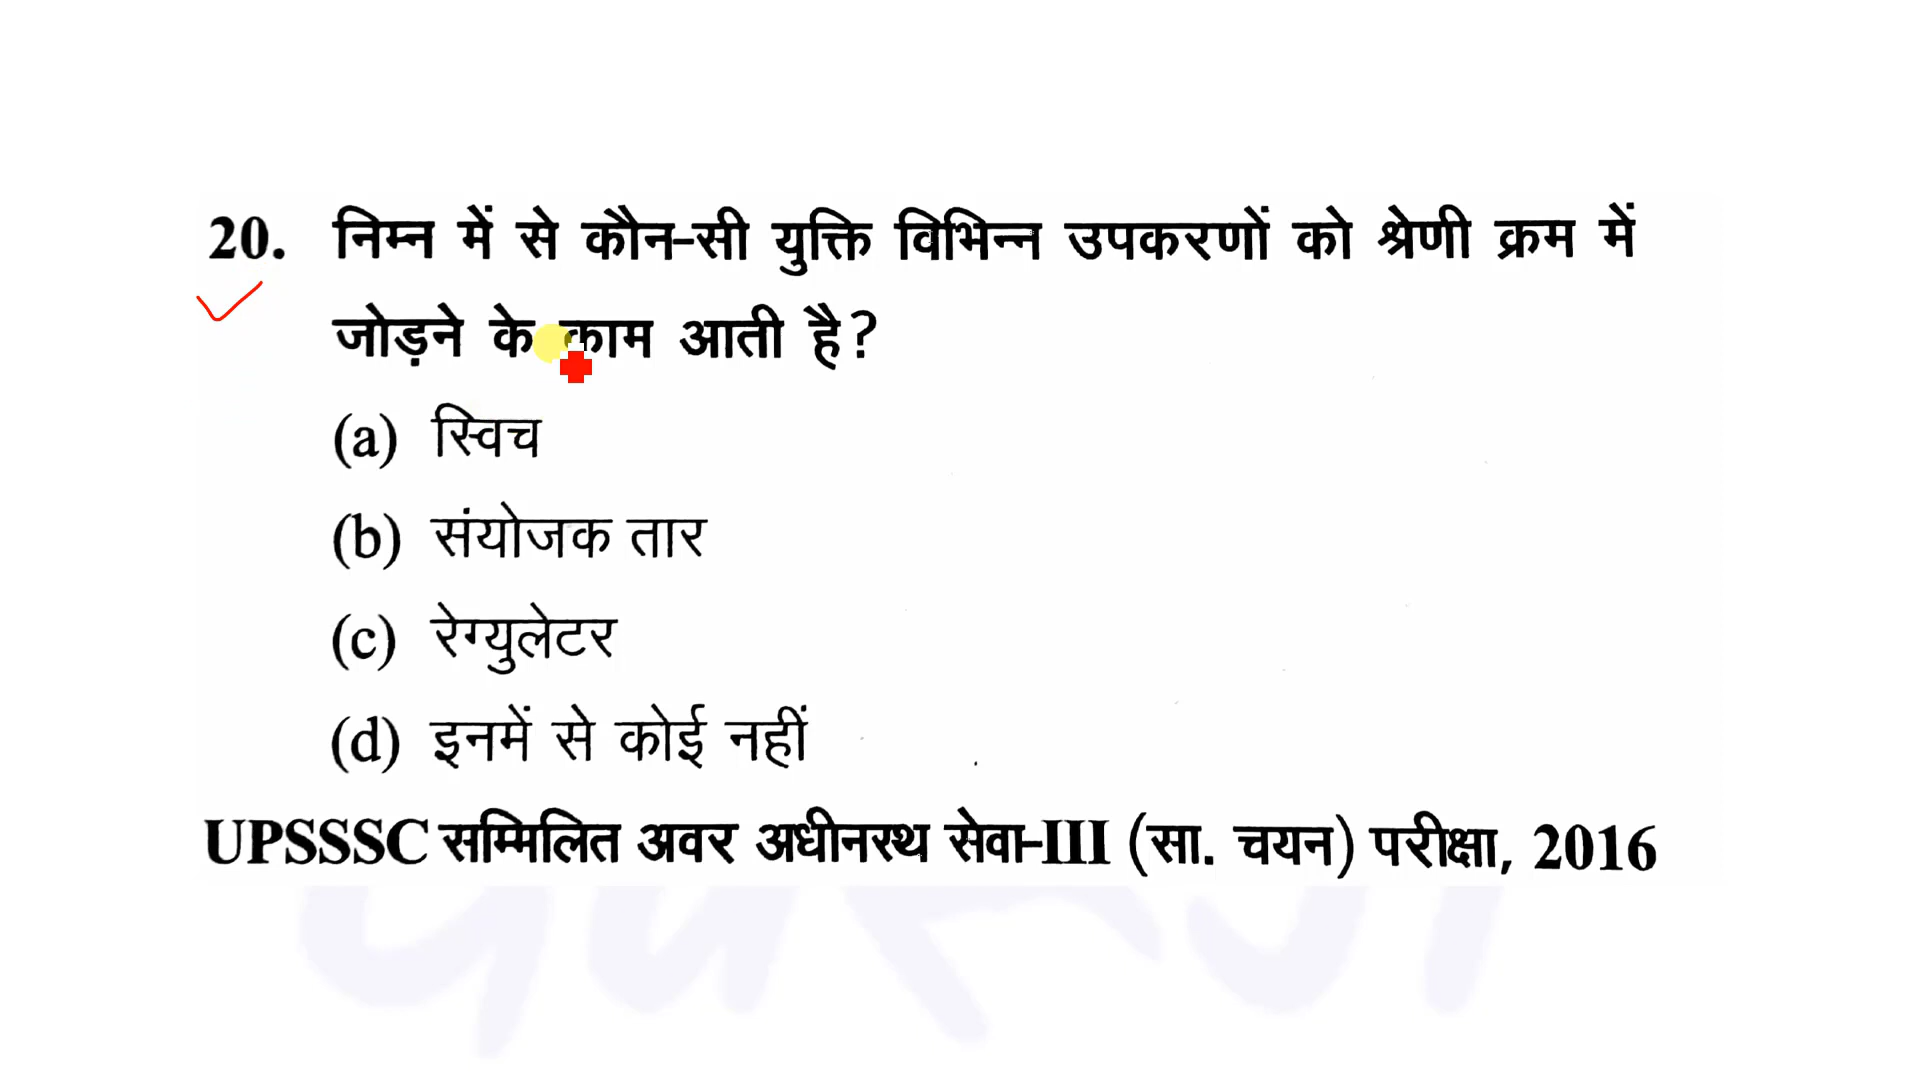 20. निम्न में से कौन-सी युक्ति विभिन्न उपकरणों को श्रेणी क्रम में
जोड़ने के काम आती है?
(a) स्विच
(b) संयोजक तार
(c) रेग्युलेटर
(d) इनमें से कोई नहीं
UPSSSC सम्मिलित अवर अधीनस्थ सेवा-III (सा. चयन) परीक्षा, 2016